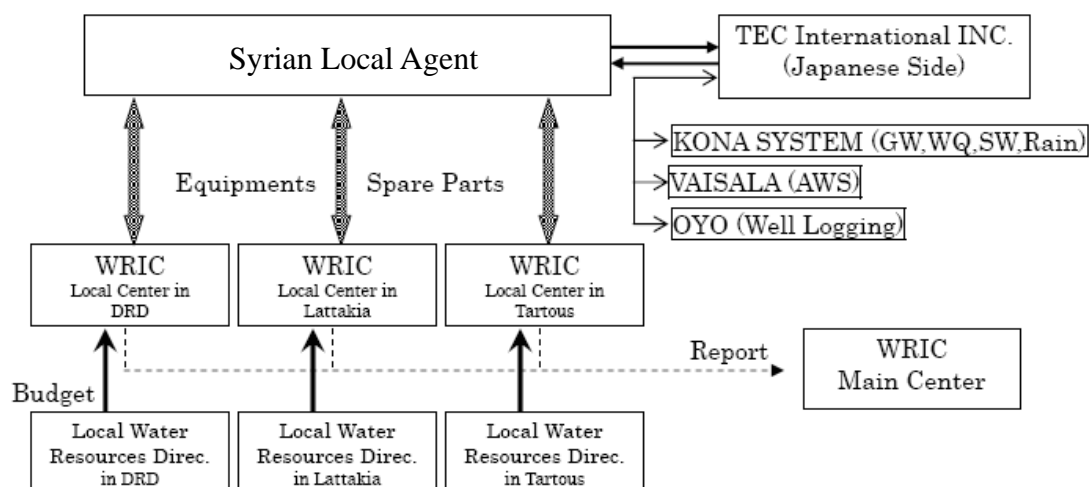 Syrian Local Agent
TEC International INC.
(Japanese Side)
KONA SYSTEM (GW,WQ,SW,Rain)
VAISALA (AWS)
OYO (Well Logging)
Equipments
Spare Parts
WRIC
Local Center in
DRD
WRIC
Local Center in
Lattakia
WRIC
Local Center in
Tartous
Report
WRIC
Main Center
Budget
Local Water
Resources Direc.
in DRD
Local Water
Resources Direc.
in Lattakia
Local Water
Resources Direc.
in Tartous